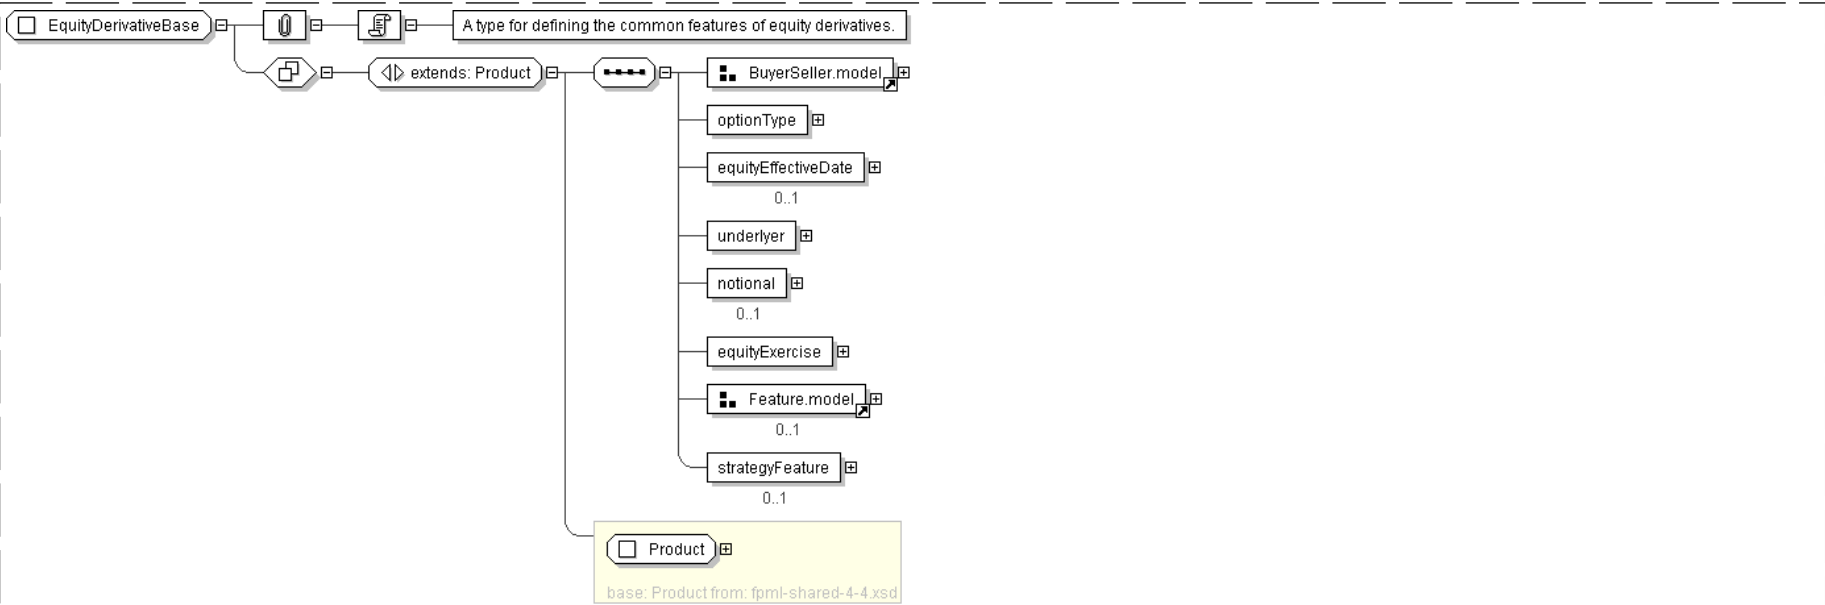 EquityDerivativeBase
A type for defining the common features of equity derivatives.
extends: Product
BuyerSeller.model
optionType
equityEffectiveDate
0..1
underlyer
notional
0..1
equityExercise
Feature.model
0..1
strategyFeature
0..1
Product
base: Product from: fpml-shared-4-4.xsd